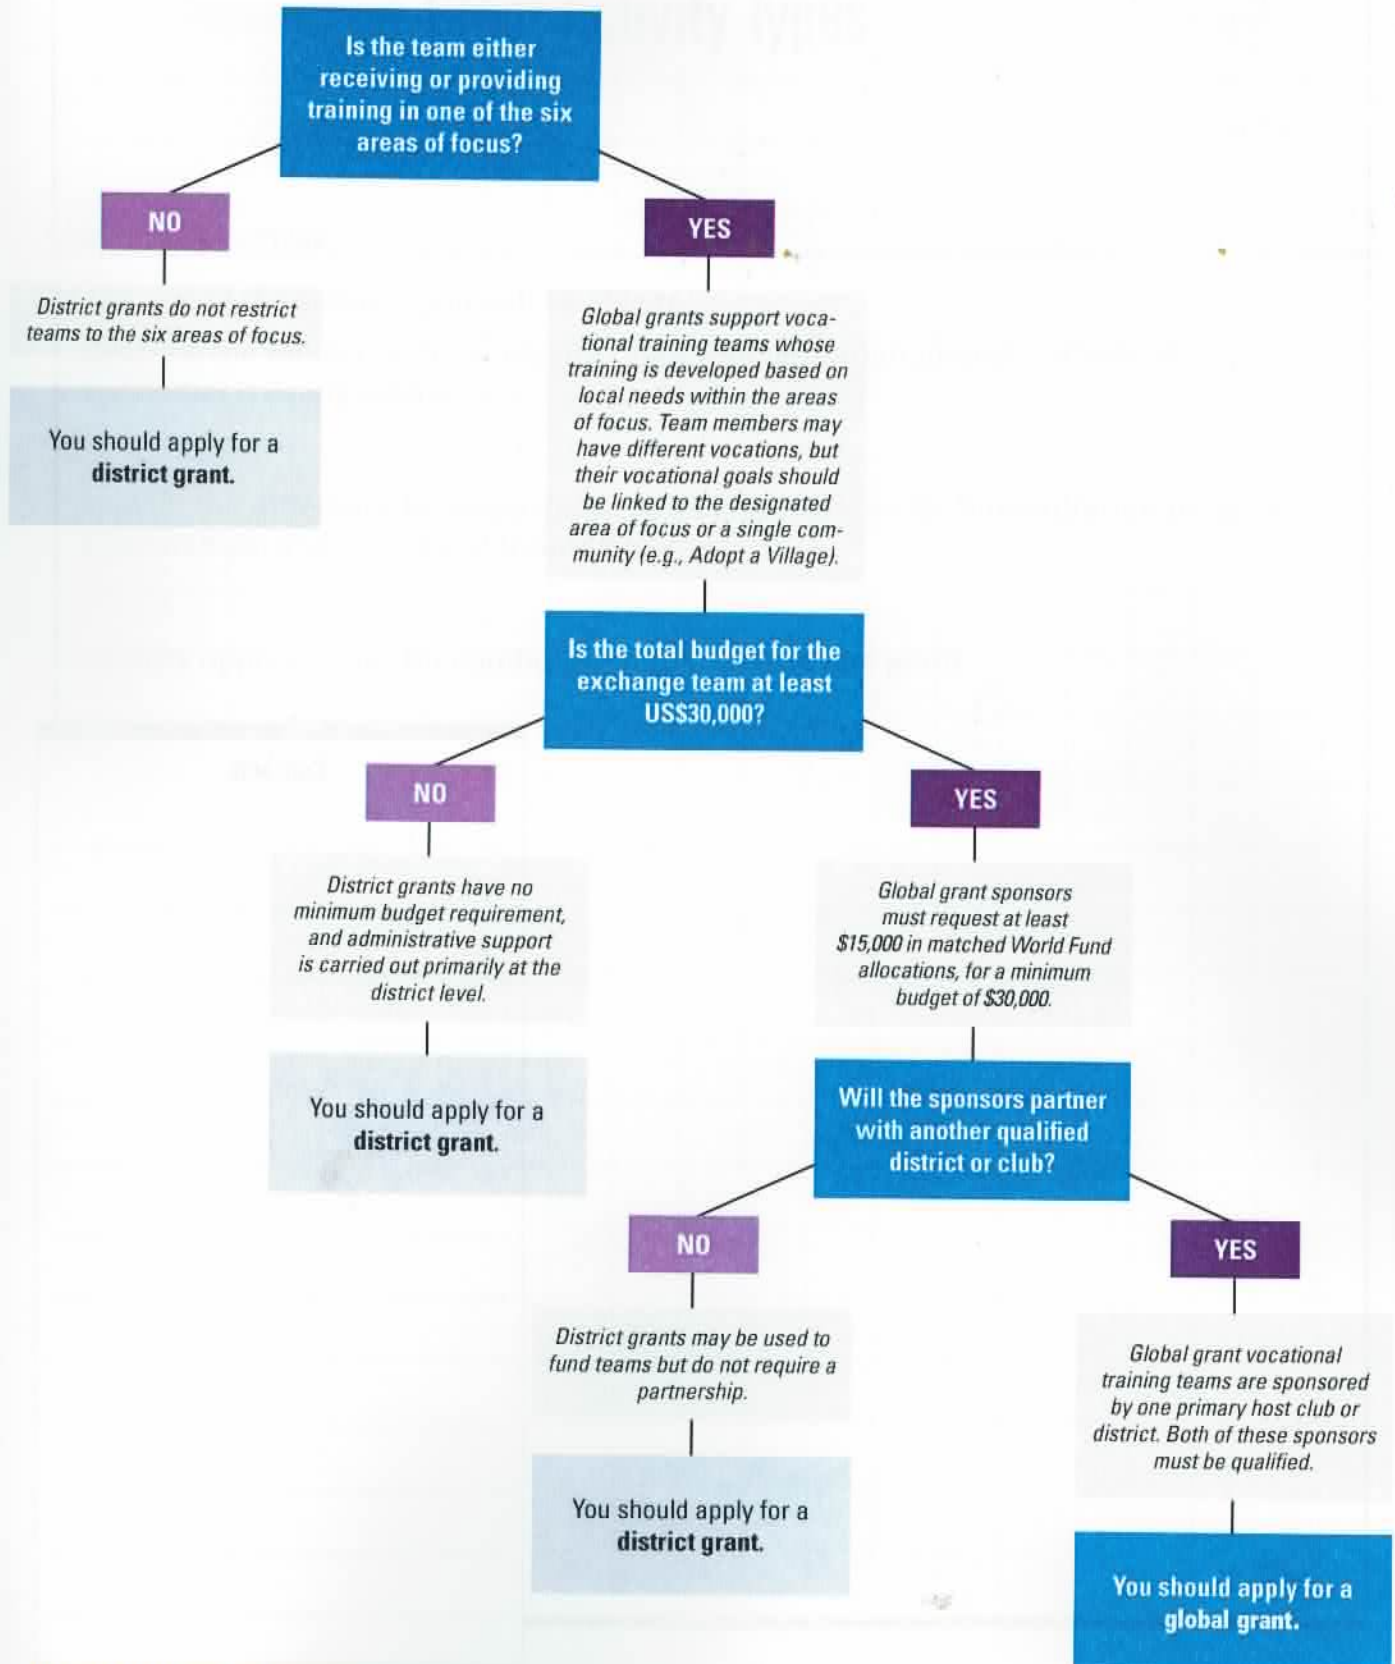 Is the team either
receiving or providing
training in one of the six
areas of focus?
NO
YES
District grants do not restrict
teams to the six areas of focus.
You should apply for a
district grant.
Global grants support voca-
tional training teams whose
training is developed based on
local needs within the areas
of focus. Team members may
have different vocations, but
their vocational goals should
be linked to the designated
area of focus or a single com-
munity (e.g., Adopt a Village).
Is the total budget for the
exchange team at least
US$30,000?
NO
YES
District grants have no
minimum budget requirement,
and administrative support
is carried out primarily at the
district level.
You should apply for a
district grant.
Global grant sponsors
must request at least
$15,000 in matched World Fund
allocations, for a minimum
budget of $30,000.
Will the sponsors partner
with another qualified
district or club?
NO
YES
District grants may be used to
fund teams but do not require a
partnership.
You should apply for a
district grant.
Global grant vocational
training teams are sponsored
by one primary host club or
district. Both of these sponsors
must be qualified.
You should apply for a
global grant.